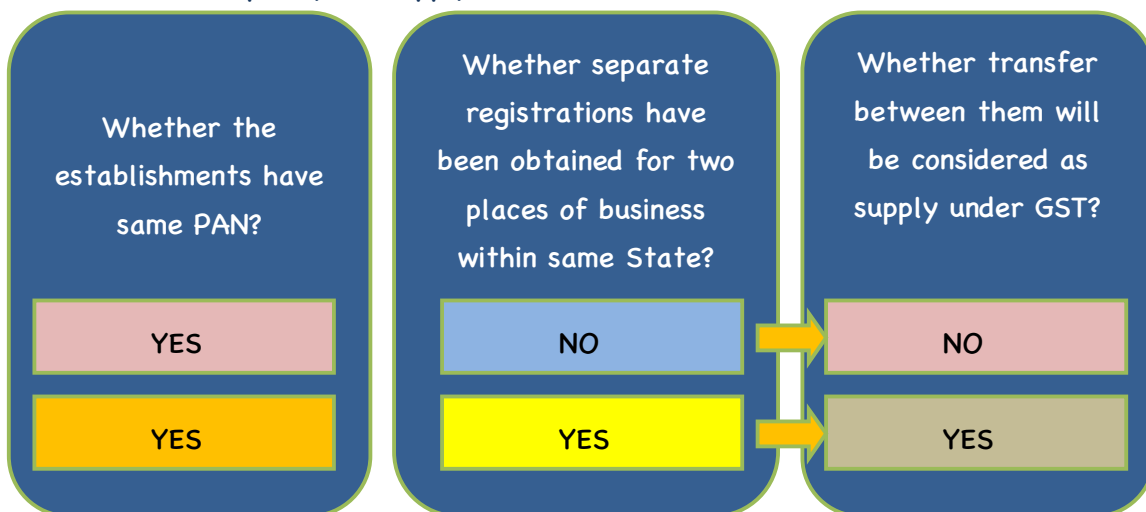 Whether the
establishments have
same PAN?
YES
YES
Whether separate
registrations have
been obtained for two
places of business
within same State?
NO
YES
Whether transfer
between them will
be considered as
supply under GST?
NO
YES